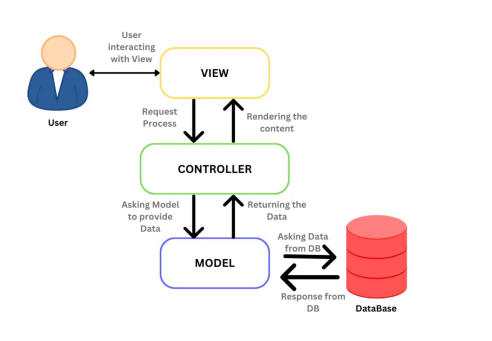 User
interacting
with View
VIEW
User
Request
Process
Rendering the
content
CONTROLLER
Asking Model
to provide
Data
Returning the
Data
MODEL
Asking Data
from DB
Response from
DB
DataBase